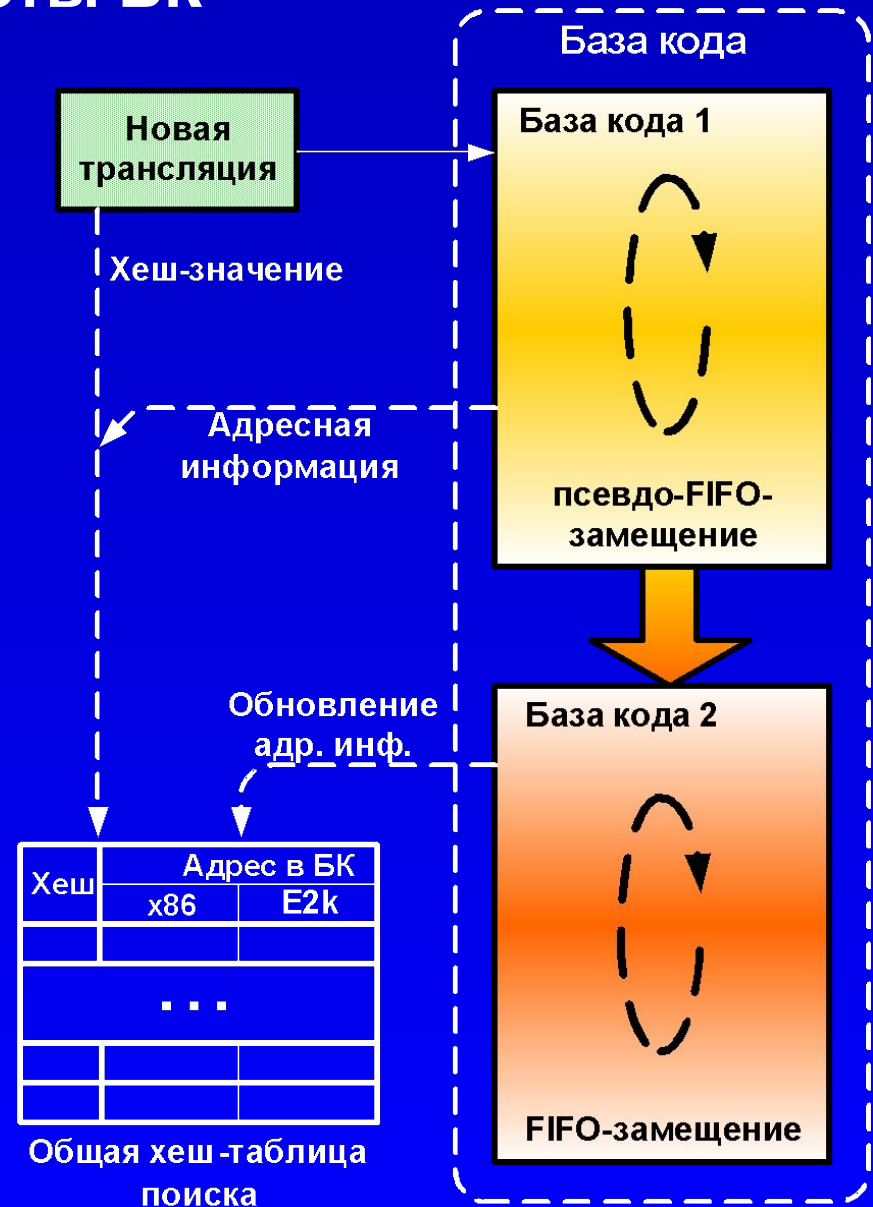 БК
База кода
Новая
трансляция
База кода 1
Хеш-значение
Адресная
информация
псевдо-FIFO-
замещение
Обновление
адр. инф.
База кода 2
Хеш
Адрес в БК
x86
E2k
...
FIFO-замещение
Общая хеш-таблица
поиска